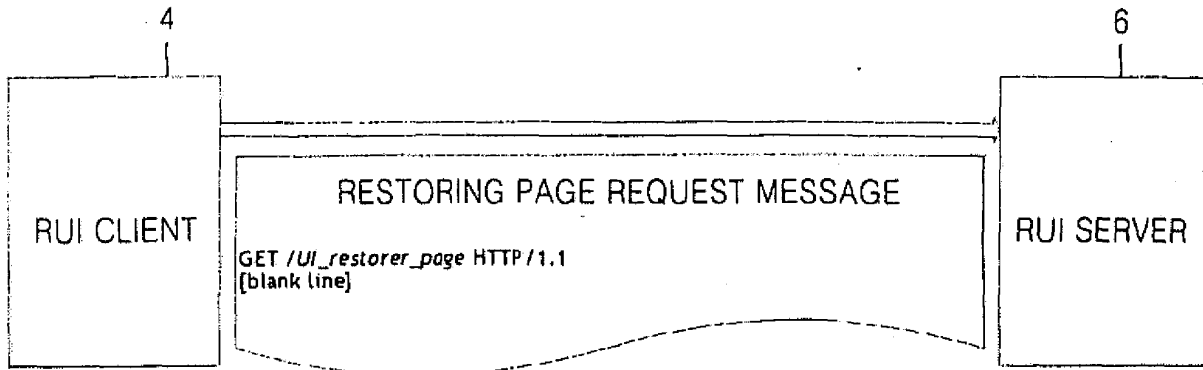 4
6
RUI CLIENT
RESTORING PAGE REQUEST MESSAGE
GET /UI_restorer_page HTTP/1.1
[blank line]
RUI SERVER